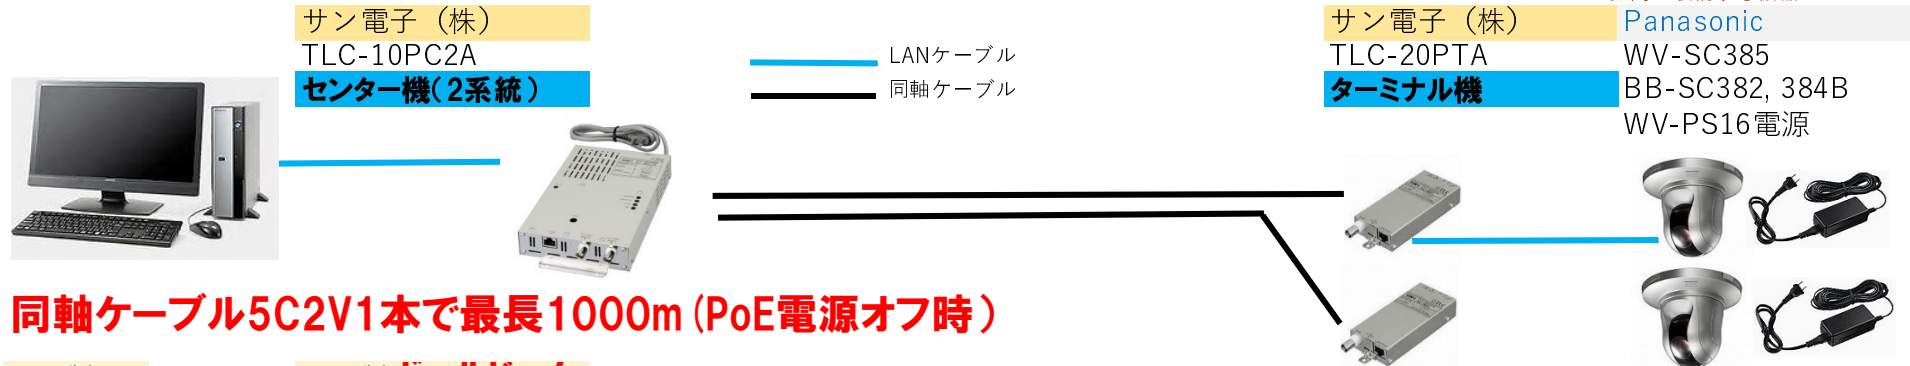 サン電子（株）
TLC-10PC2A
センター機(2系統)
LANケーブル
同軸ケーブル
サン電子（株）
TLC-20PTA
ターミナル機
Panasonic
WV-SC385
BB-SC382, 384B
WV-PS16電源
同軸ケーブル5C2V1本で最長1000m(PoE電源オフ時)